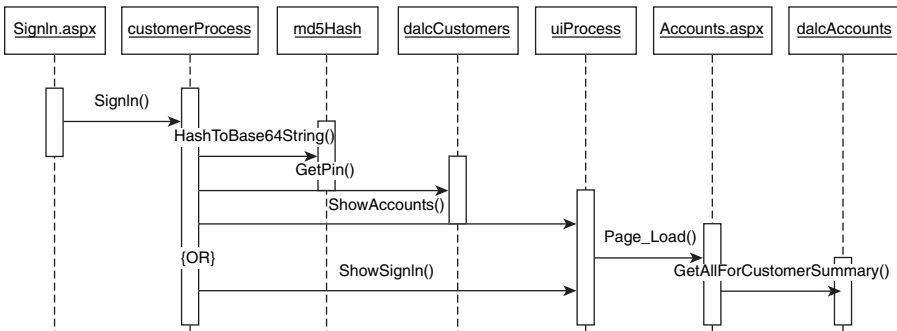 SignIn.aspx
customerProcess
md5Hash
dalcCustomers
uiProcess
Accounts.aspx
dalcAccounts
SignIn()
HashToBase64String()
GetPin()
ShowAccounts()
Page_Load()
{OR}
ShowSignIn()
GetAllForCustomerSummary()